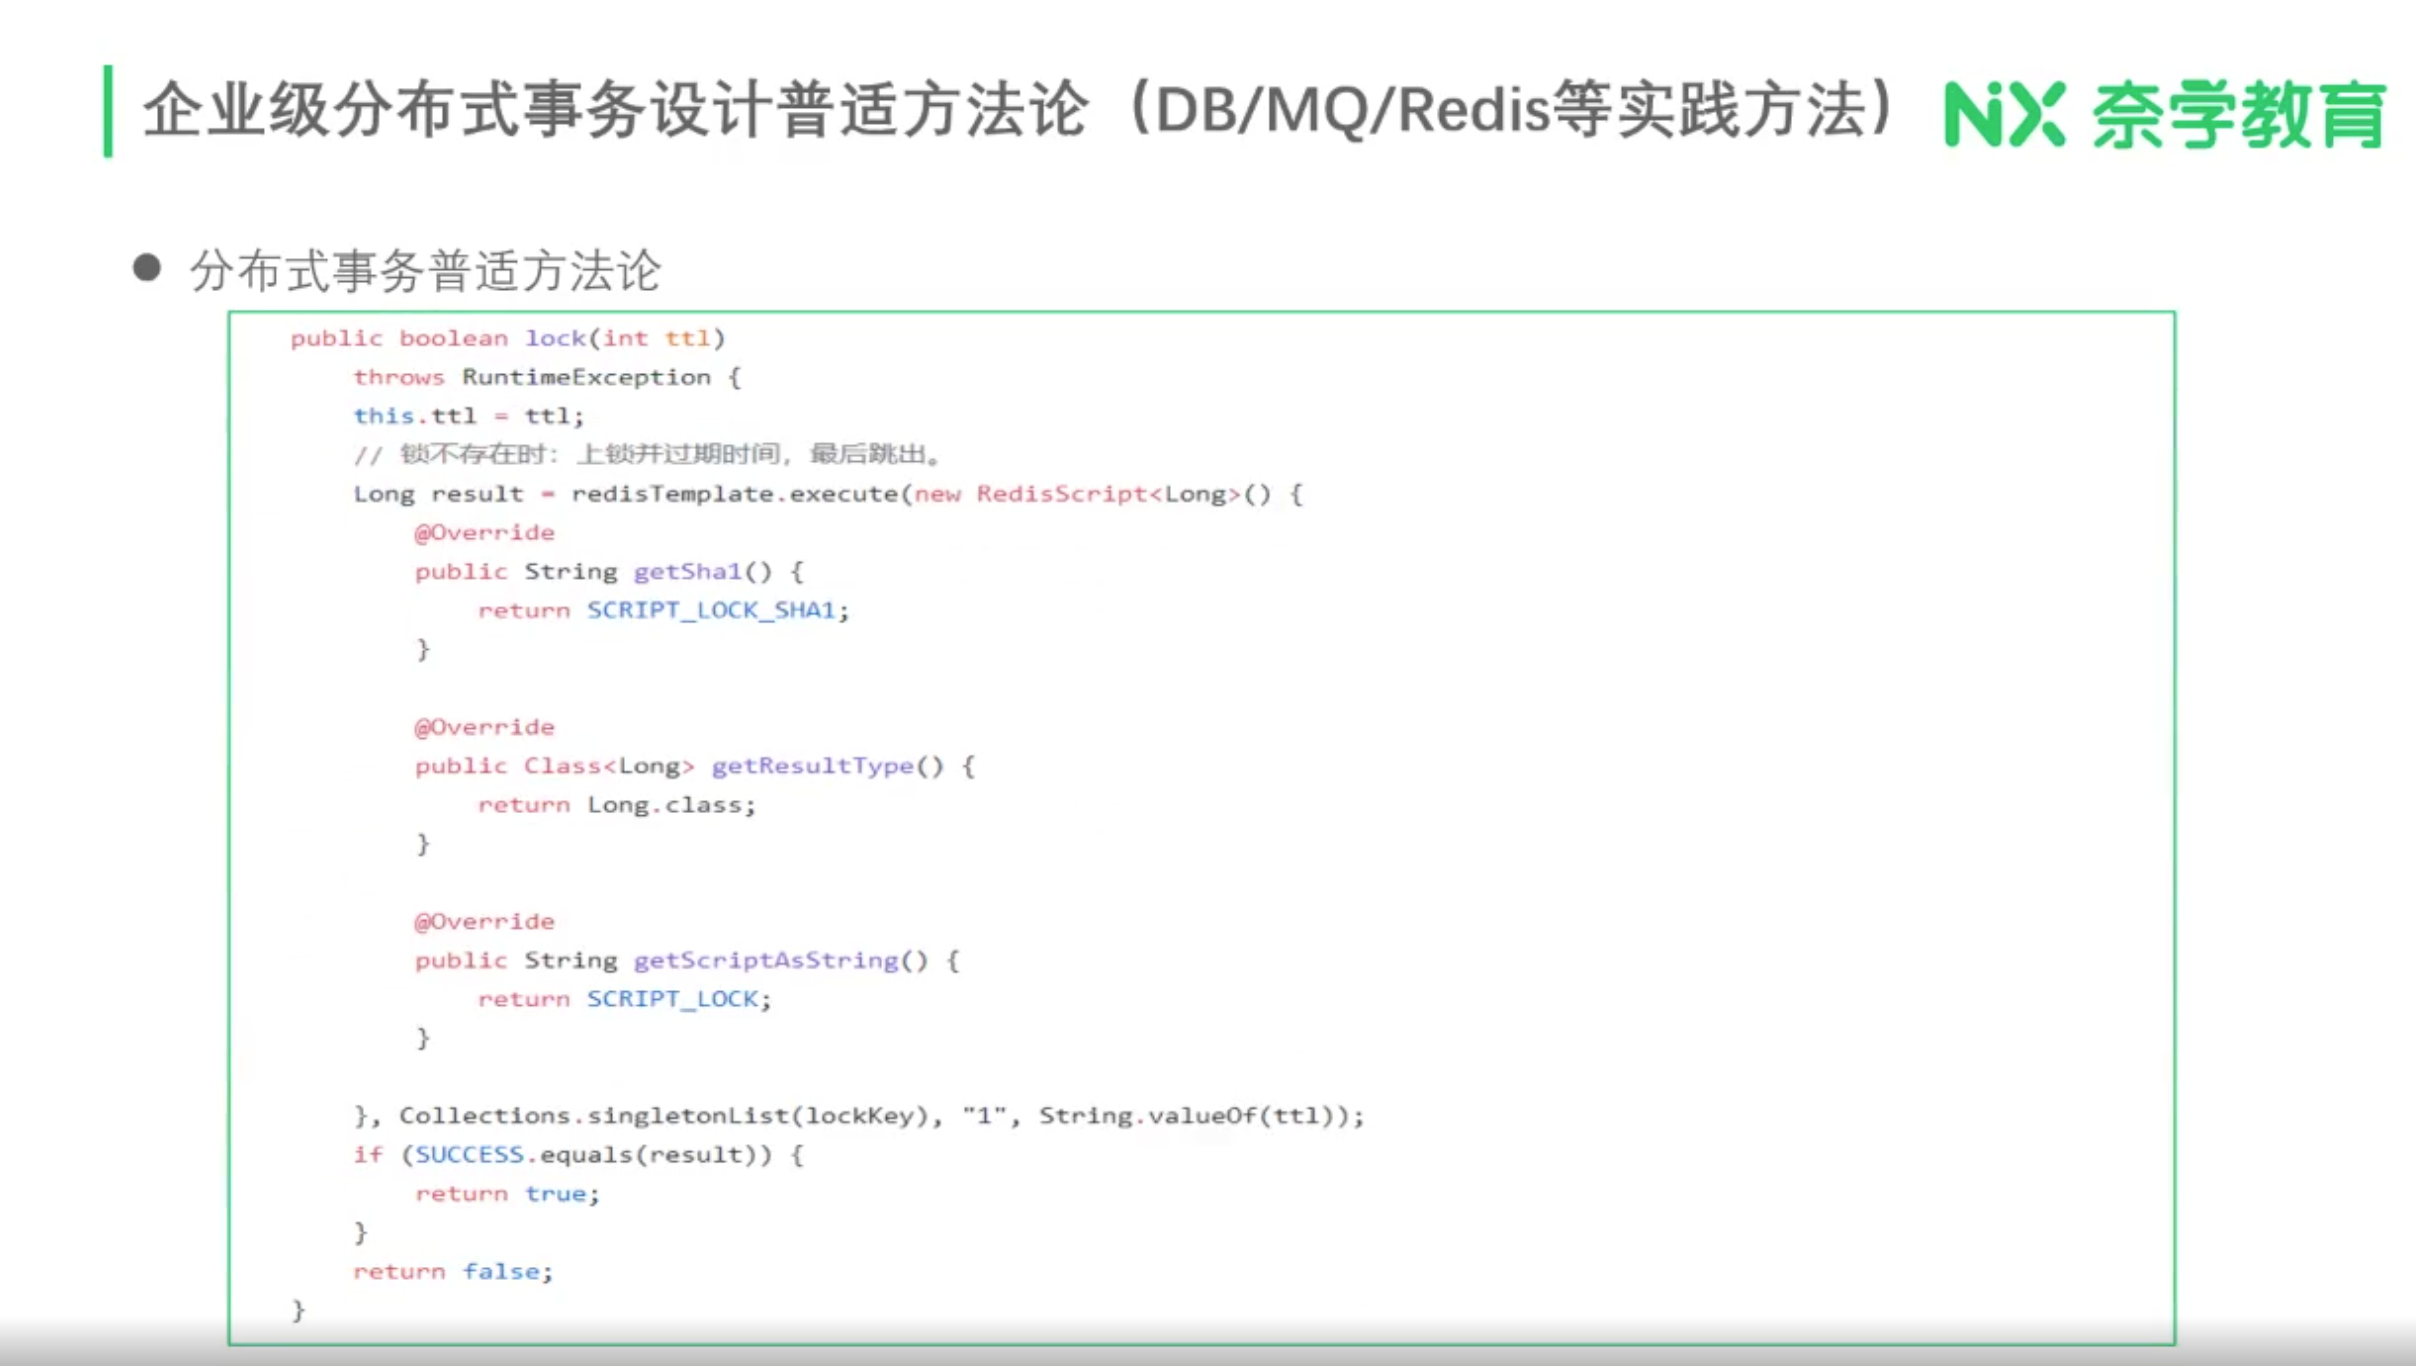 企业级分布式事务设计普适方法论（DB/MQ/Redis等实践方法）
NX 奈学教育
● 分布式事务普适方法论
public boolean lock(int ttl)
    throws RuntimeException {
    this.ttl = ttl;
    // 锁不存在时：上锁并过期时间，最后跳出。
    Long result = redisTemplate.execute(new RedisScript<Long>() {
        @Override
        public String getSha1() {
            return SCRIPT_LOCK_SHA1;
        }
        @Override
        public Class<Long> getResultType() {
            return Long.class;
        }
        @Override
        public String getScriptAsString() {
            return SCRIPT_LOCK;
        }
    }, Collections.singletonList(lockKey), "1", String.valueOf(ttl));
    if (SUCCESS.equals(result)) {
        return true;
    }
    return false;
}